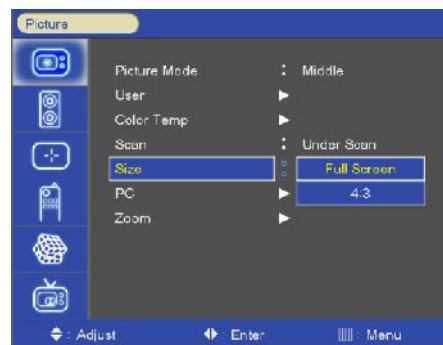 Picture
Picture Mode : Middle
User
Color Temp
Scan : Under Scan
Size : Full Screen
PC 4:3
Zoom
: Adjust : Enter : Menu